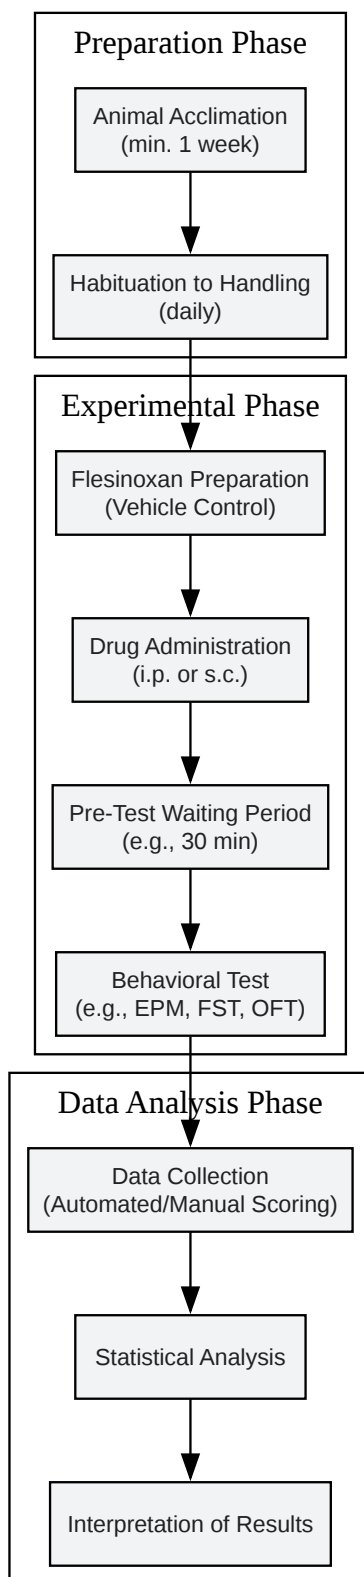 Preparation Phase
Animal Acclimation
(min. 1 week)
Habituation to Handling
(daily)
Experimental Phase
Flesinoxan Preparation
(Vehicle Control)
Drug Administration
(i.p. or s.c.)
Pre-Test Waiting Period
(e.g., 30 min)
Behavioral Test
(e.g., EPM, FST, OFT)
Data Analysis Phase
Data Collection
(Automated/Manual Scoring)
Statistical Analysis
Interpretation of Results